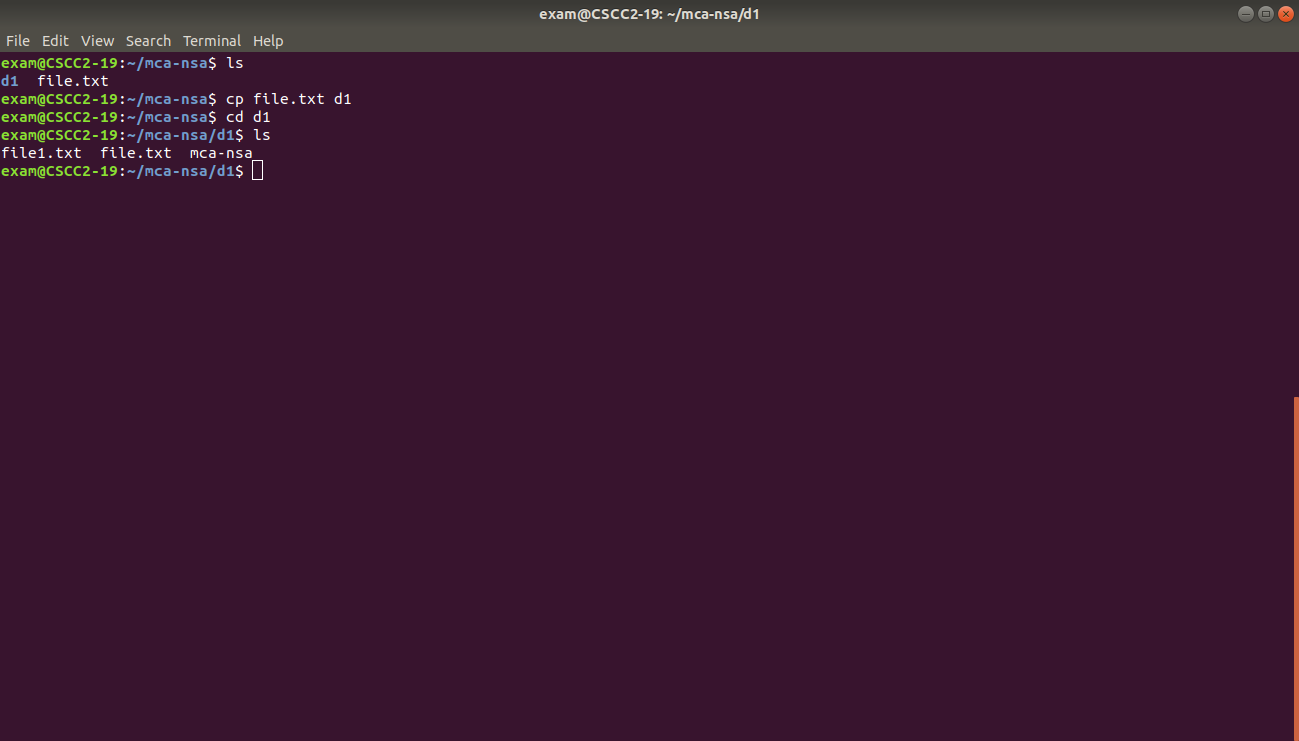 exam@CSCC2-19: ~/mca-nsa/d1
File Edit View Search Terminal Help
exam@CSCC2-19:~/mca-nsa$ ls
d1  file.txt
exam@CSCC2-19:~/mca-nsa$ cp file.txt d1
exam@CSCC2-19:~/mca-nsa$ cd d1
exam@CSCC2-19:~/mca-nsa/d1$ ls
file1.txt  file.txt  mca-nsa
exam@CSCC2-19:~/mca-nsa/d1$